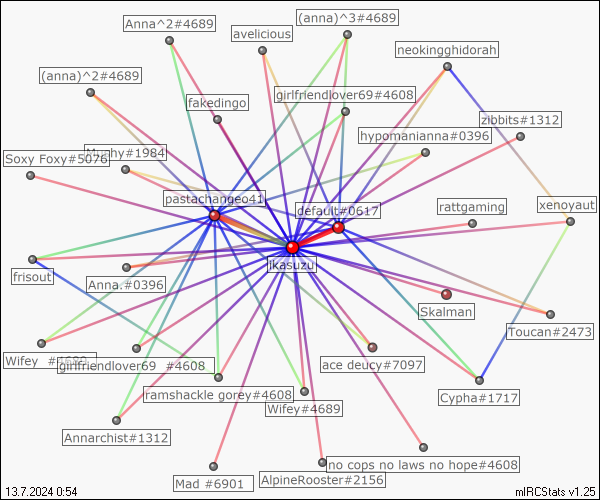 Anna^2#4689
(anna)^3#4689
avelicious
neokingghidorah
(anna)^2#4689
girlfriendlover69#4608
fakedingo
zibbits#1312
hypomanianna#0396
Murphy#1984
Soxy Foxy#5076
pastachangeo41
default#0617
rattgaming
xenoyaut
ikasuzu
frisout
Anna.#0396
Skalman
Toucan#2473
Wifey #4689
girlfriendlover69 #4608
ace deucy#7097
ramshackle gorey#4608
Cypha#1717
Wifey#4689
Annarchist#1312
no cops no laws no hope#4608
AlpineRooster#2156
Mad #6901
13.7.2024 0:54
mIRCStats v1.25